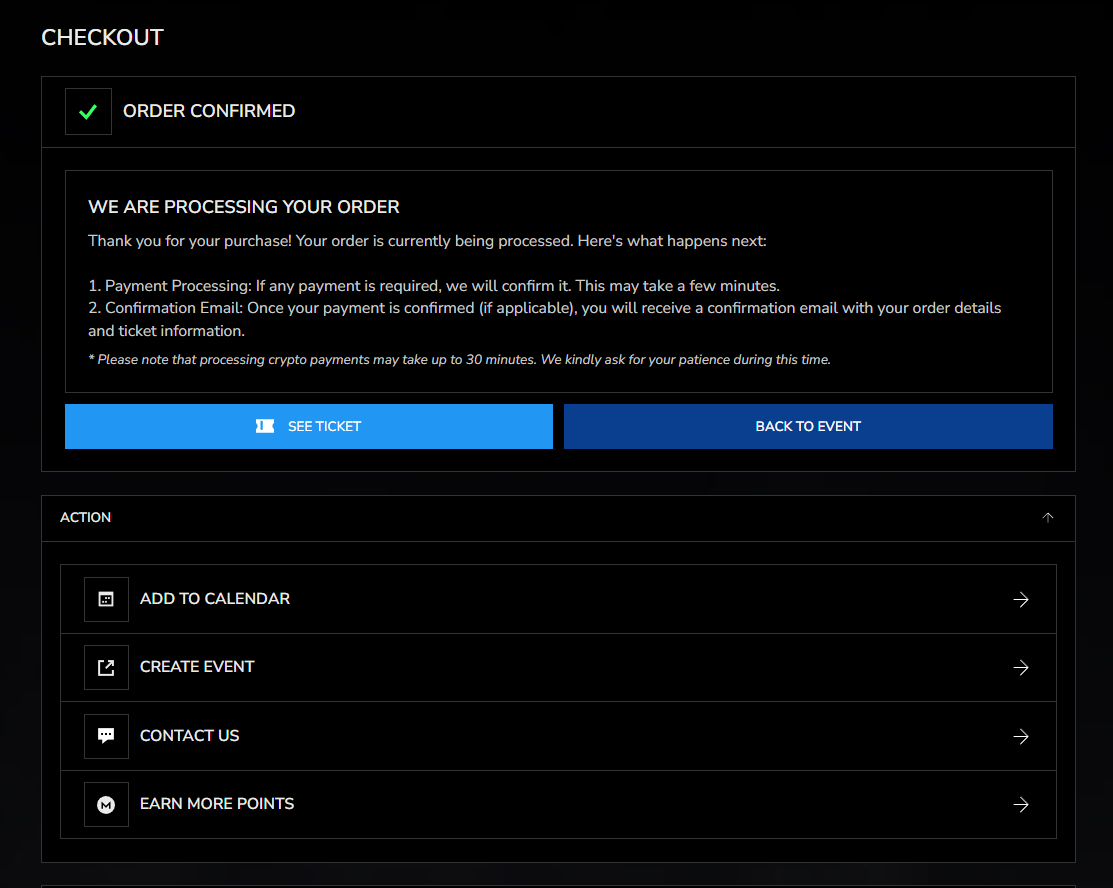 CHECKOUT
ORDER CONFIRMED
WE ARE PROCESSING YOUR ORDER
Thank you for your purchase! Your order is currently being processed. Here's what happens next:
1. Payment Processing: If any payment is required, we will confirm it. This may take a few minutes.
2. Confirmation Email: Once your payment is confirmed (if applicable), you will receive a confirmation email with your order details
and ticket information.
* Please note that processing crypto payments may take up to 30 minutes. We kindly ask for your patience during this time.
SEE TICKET
BACK TO EVENT
ACTION
ADD TO CALENDAR
CREATE EVENT
CONTACT US
EARN MORE POINTS